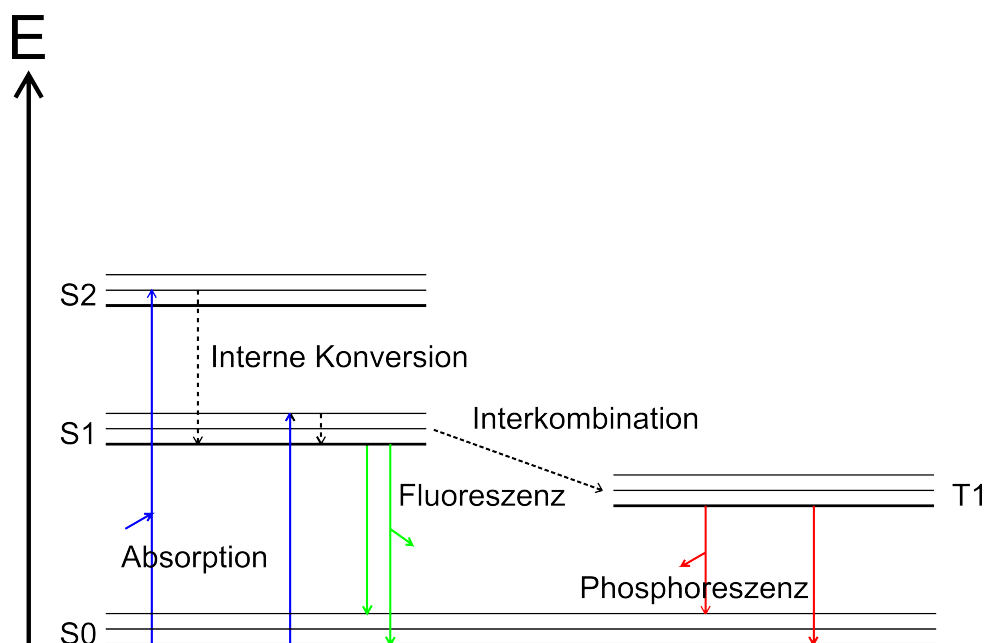 E
S2
Interne Konversion
S1
Interkombination
Fluoreszenz
T1
Absorption
Phosphoreszenz
S0